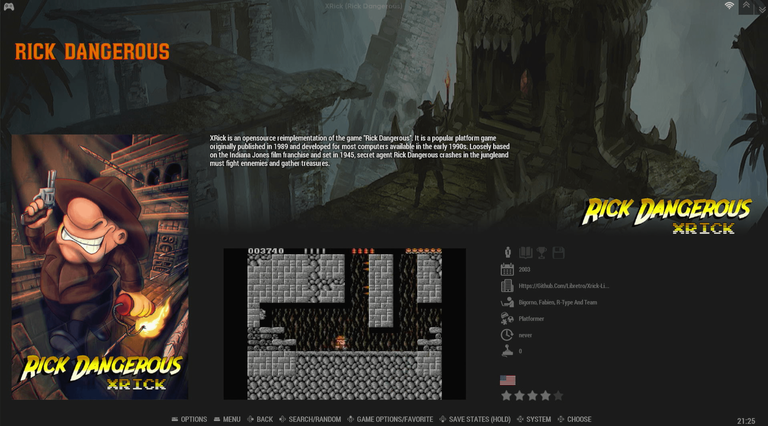 XRick (Rick Dangerous)
RICK DANGEROUS
XRick is an opensource reimplementation of the game "Rick Dangerous". It is a popular platform game
originally published in 1989 and developed for most computers available in the early 1990s. Loosely based
on the Indiana Jones film franchise and set in 1945, secret agent Rick Dangerous crashes in the jungleand
must fight ennemies and gather treasures.
RICK DANGEROUS
XRICK
003740
2003
Https://Github.Com/Libretro/Xrick-Li...
Bigorno, Fabien, R-Type And Team
Platformer
never
0
RICK DANGEROUS
XRICK
OPTIONS MENU BACK SEARCH/RANDOM GAME OPTIONS/FAVORITE SAVE STATES (HOLD) SYSTEM CHOOSE
21:25